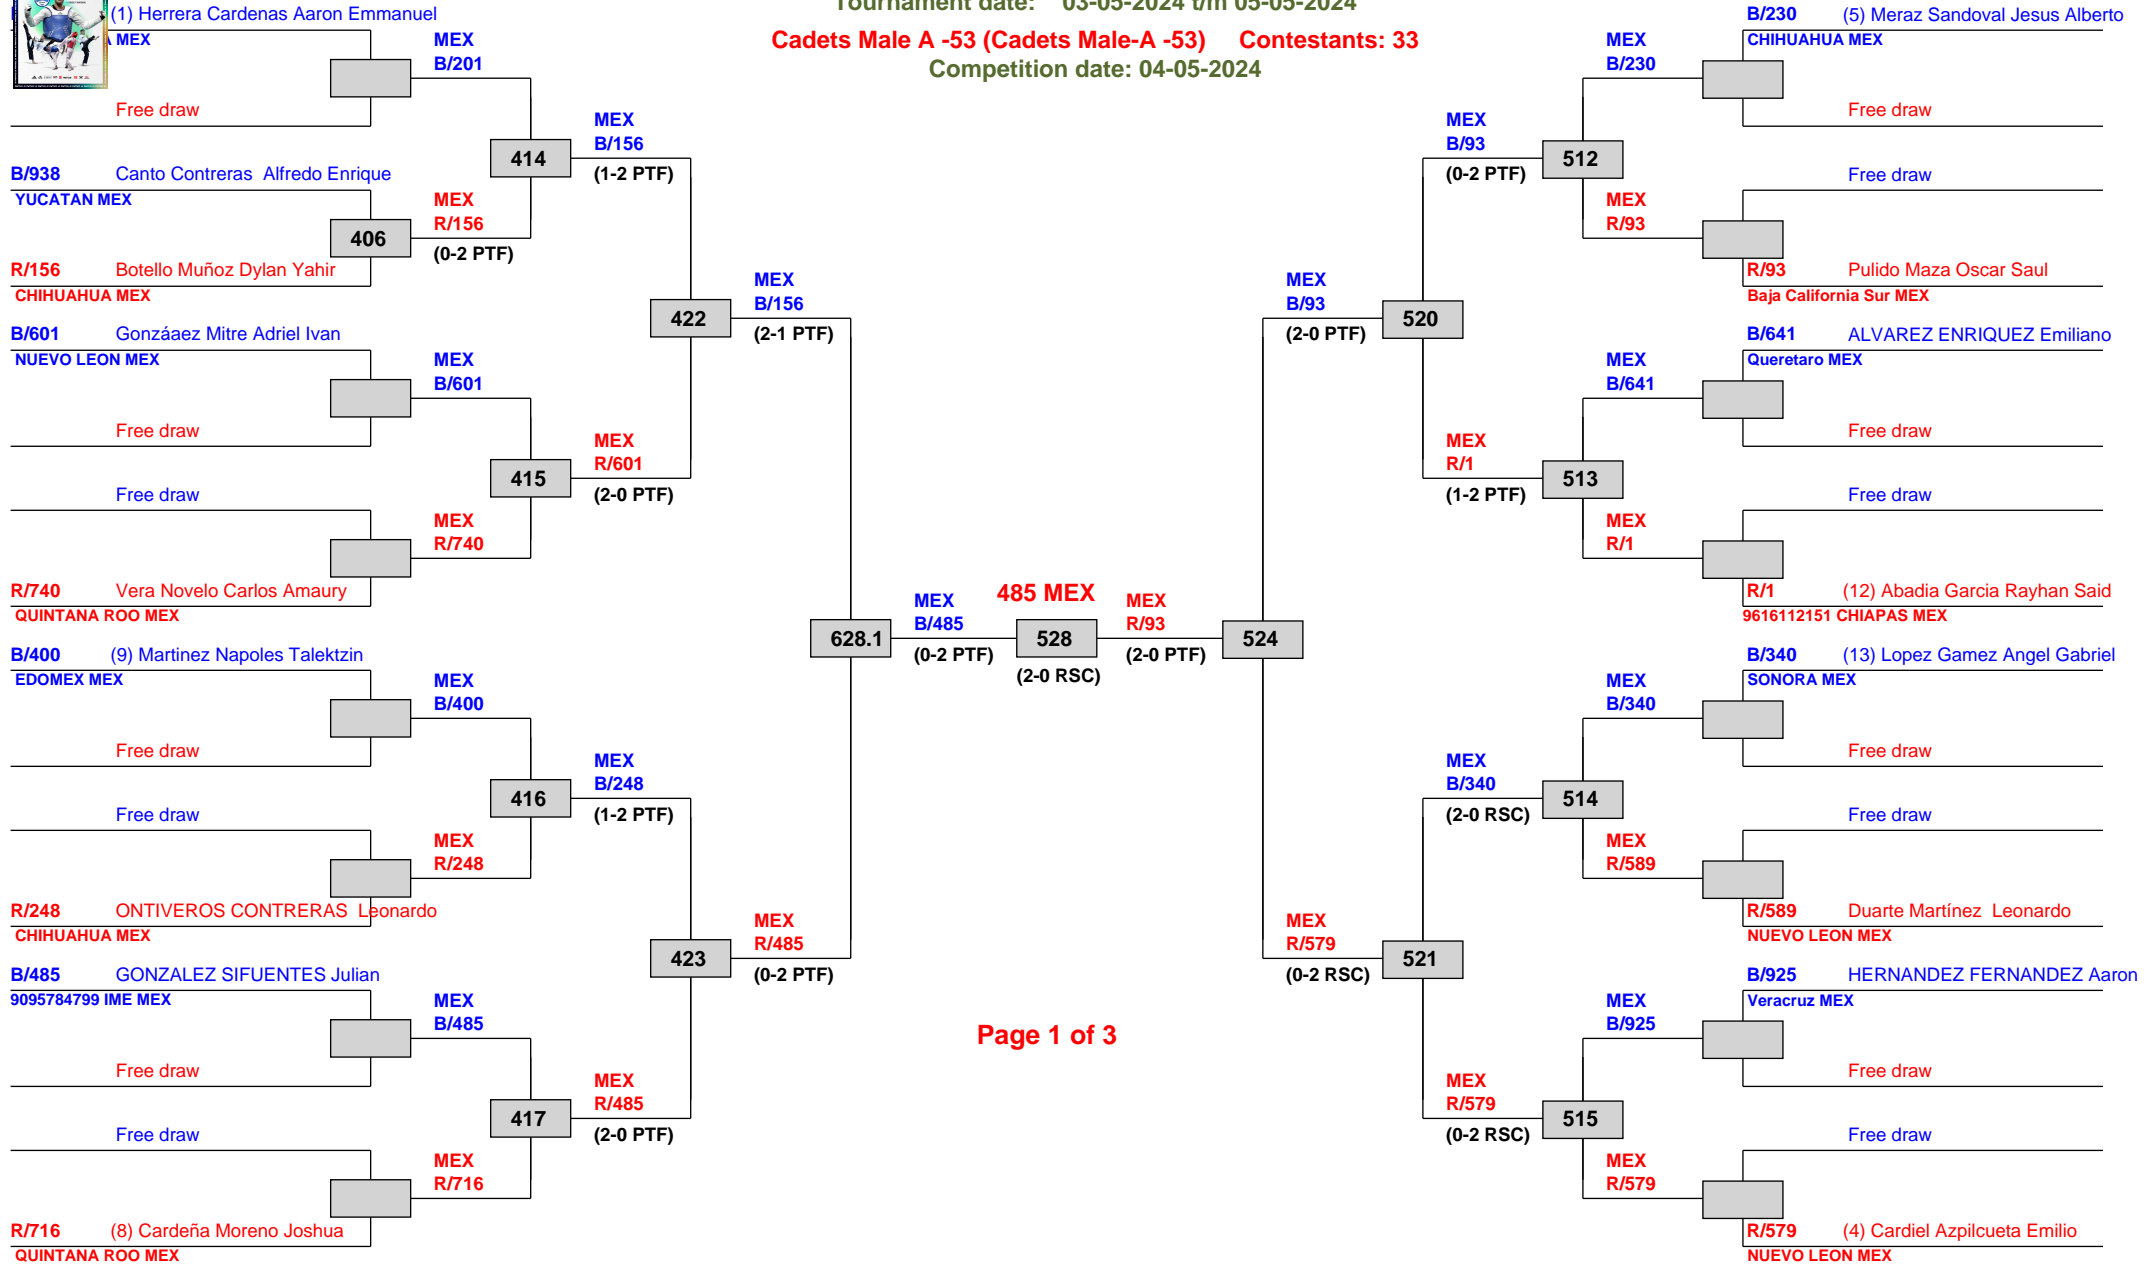 Tournament date: 03-05-2024 t/m 05-05-2024
Cadets Male A -53 (Cadets Male-A -53) Contestants: 33
Competition date: 04-05-2024
(1) Herrera Cardenas Aaron Emmanuel
MEX
Free draw
B/938 Canto Contreras Alfredo Enrique
YUCATAN MEX
R/156 Botello Muñoz Dylan Yahir
CHIHUAHUA MEX
B/601 Gonzáaez Mitre Adriel Ivan
NUEVO LEON MEX
Free draw
Free draw
R/740 Vera Novelo Carlos Amaury
QUINTANA ROO MEX
B/400 (9) Martinez Napoles Talektzin
EDOMEX MEX
Free draw
Free draw
R/248 ONTIVEROS CONTRERAS Leonardo
CHIHUAHUA MEX
B/485 GONZALEZ SIFUENTES Julian
9095784799 IME MEX
Free draw
Free draw
R/716 (8) Cardeña Moreno Joshua
QUINTANA ROO MEX
406
MEX
B/201
MEX
R/156
(0-2 PTF)
MEX
B/601
MEX
R/740
MEX
B/400
MEX
R/248
MEX
B/485
MEX
R/716
414
415
416
417
MEX
B/156
(1-2 PTF)
MEX
R/601
(2-0 PTF)
MEX
B/248
(1-2 PTF)
MEX
R/485
(2-0 PTF)
422
423
MEX
B/156
(2-1 PTF)
MEX
R/485
(0-2 PTF)
628.1
MEX
B/485
(0-2 PTF)
485 MEX
528
(2-0 RSC)
MEX
R/93
(2-0 PTF)
524
Page 1 of 3
MEX
B/93
(2-0 PTF)
MEX
R/579
(0-2 RSC)
520
521
MEX
B/93
(0-2 PTF)
MEX
R/1
(1-2 PTF)
MEX
B/340
(2-0 RSC)
MEX
R/579
(0-2 RSC)
512
513
514
515
MEX
B/230
MEX
R/93
MEX
B/641
MEX
R/1
MEX
B/340
MEX
R/589
MEX
B/925
MEX
R/579
B/230 (5) Meraz Sandoval Jesus Alberto
CHIHUAHUA MEX
Free draw
Free draw
R/93 Pulido Maza Oscar Saul
Baja California Sur MEX
B/641 ALVAREZ ENRIQUEZ Emiliano
Queretaro MEX
Free draw
Free draw
R/1 (12) Abadia Garcia Rayhan Said
9616112151 CHIAPAS MEX
B/340 (13) Lopez Gamez Angel Gabriel
SONORA MEX
Free draw
Free draw
R/589 Duarte Martínez Leonardo
NUEVO LEON MEX
B/925 HERNANDEZ FERNANDEZ Aaron
Veracruz MEX
Free draw
Free draw
R/579 (4) Cardiel Azpilcueta Emilio
NUEVO LEON MEX